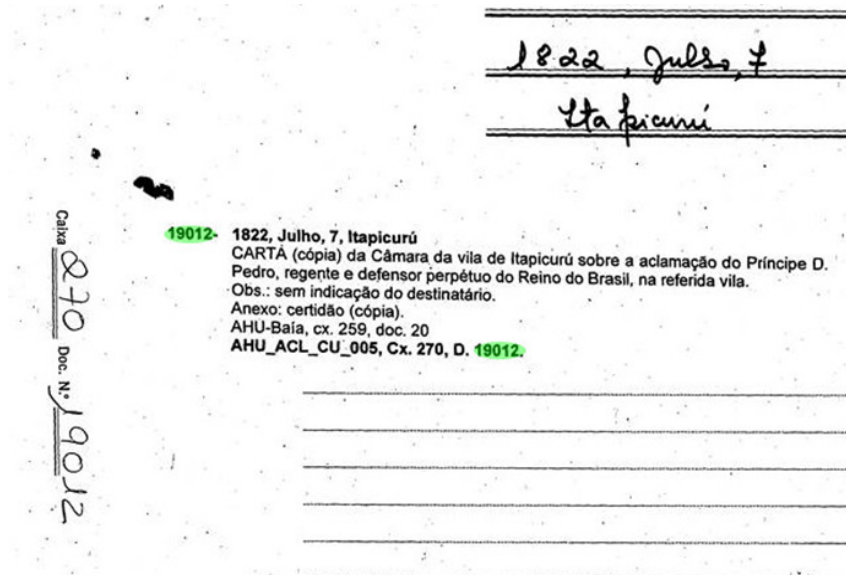 1822, Julho, 7
Itapicurú
19012- 1822, Julho, 7, Itapicurú
CARTA (cópia) da Câmara da vila de Itapicurú sobre a aclamação do Príncipe D.
Pedro, regente e defensor perpétuo do Reino do Brasil, na referida vila.
Obs.: sem indicação do destinatário.
Anexo: certidão (cópia).
AHU-Baía, cx. 259, doc. 20
AHU_ACL_CU_005, Cx. 270, D. 19012.
Caixa 270 Doc. N.º 19012